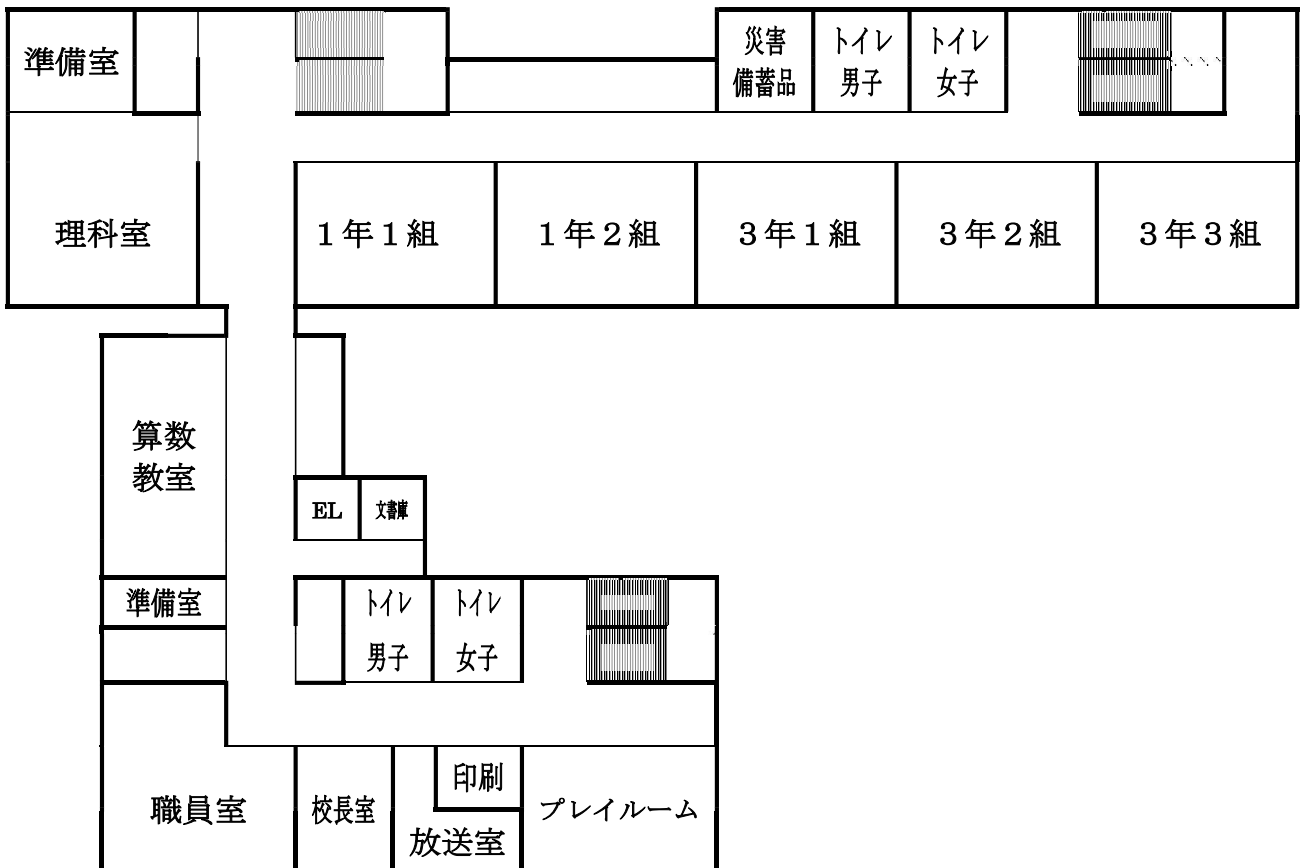 準備室
災害
備蓄品
トイレ
男子
トイレ
女子
理科室
１年１組
１年２組
３年１組
３年２組
３年３組
算数
教室
EL
文書庫
準備室
トイレ
男子
トイレ
女子
職員室
校長室
印刷
放送室
プレイルーム